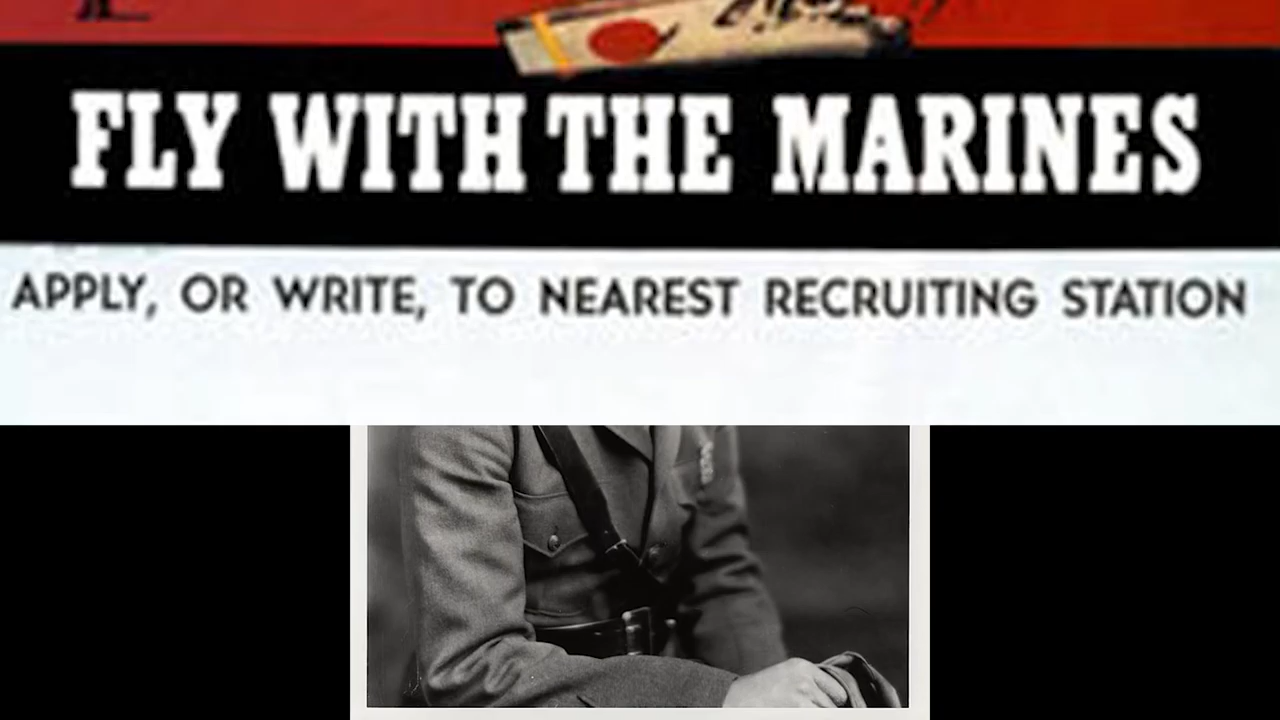 FLY WITH THE MARINES
APPLY, OR WRITE, TO NEAREST RECRUITING STATION